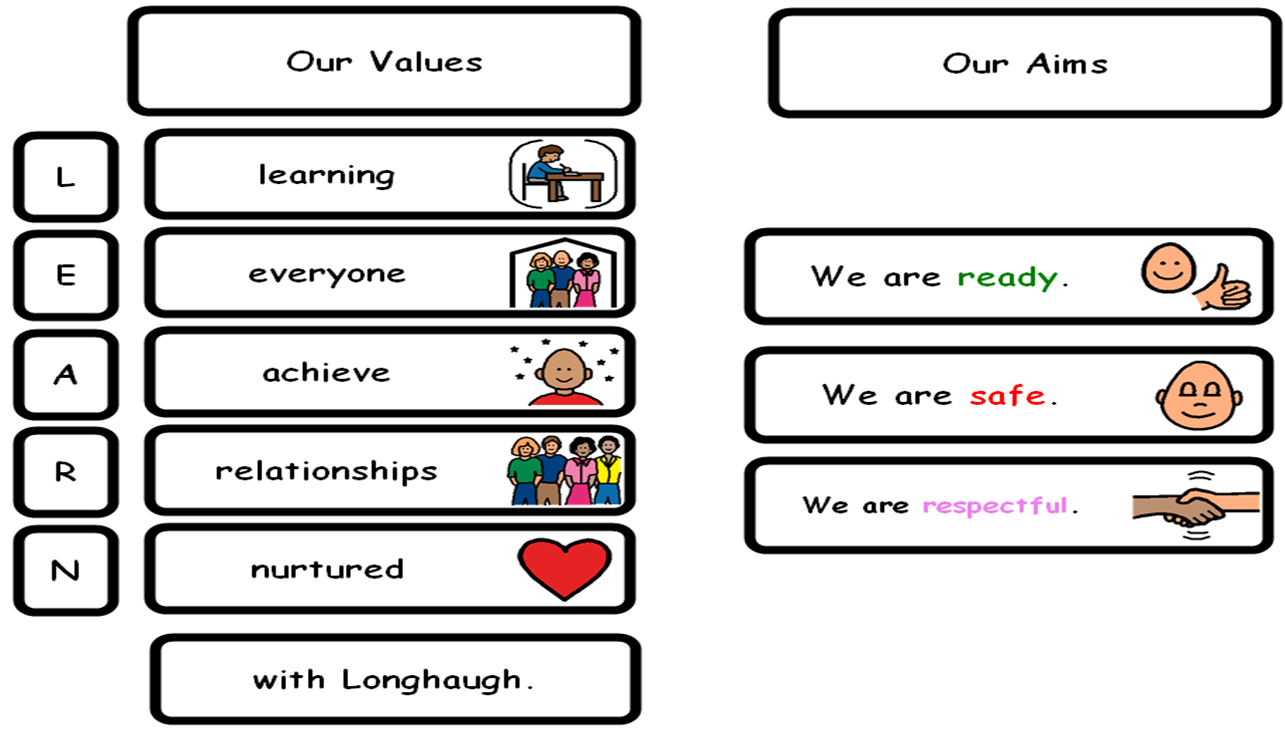 Our Values
L learning
E everyone
A achieve
R relationships
N nurtured
with Longhaugh.
Our Aims
We are ready.
We are safe.
We are respectful.